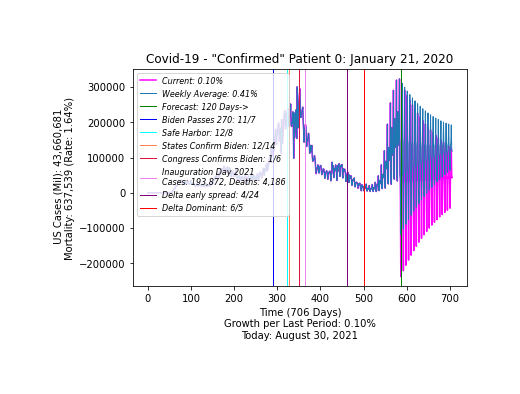 Covid-19 - "Confirmed" Patient 0: January 21, 2020
US Cases (Mil): 43,660,681
Mortality: 637,539 (Rate: 1.64%)
300000
200000
100000
0
−100000
−200000
Current: 0.10%
Weekly Average: 0.41%
Forecast: 120 Days->
Biden Passes 270: 11/7
Safe Harbor: 12/8
States Confirm Biden: 12/14
Congress Confirms Biden: 1/6
Inauguration Day 2021
Cases: 193,872, Deaths: 4,186
Delta early spread: 4/24
Delta Dominant: 6/5
0 100 200 300 400 500 600 700
Time (706 Days)
Growth per Last Period: 0.10%
Today: August 30, 2021